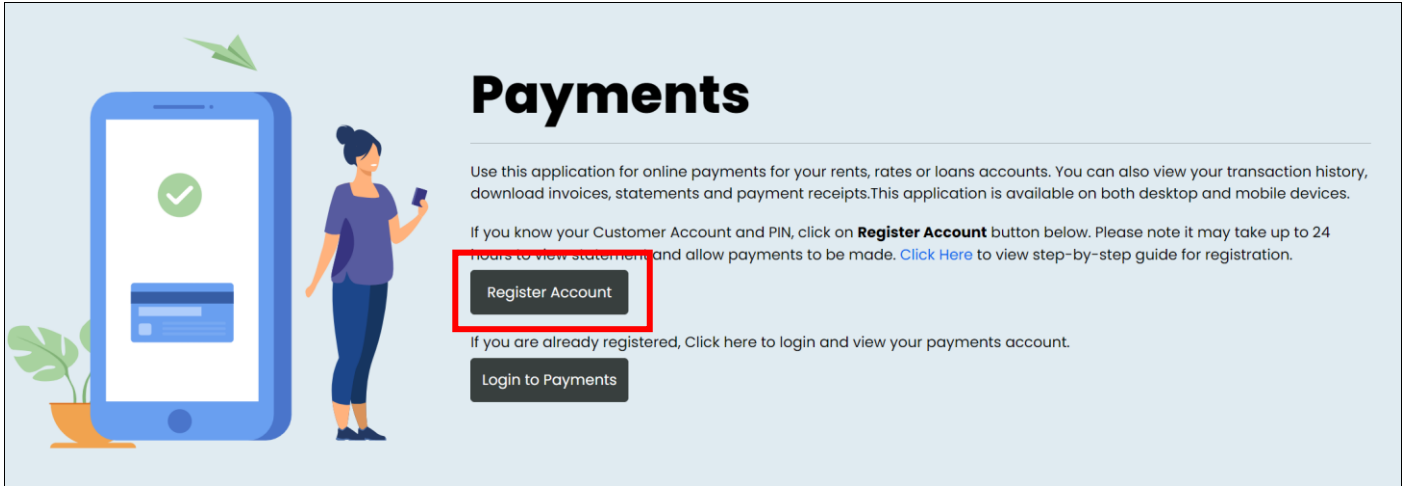 Payments
Use this application for online payments for your rents, rates or loans accounts. You can also view your transaction history,
download invoices, statements and payment receipts.This application is available on both desktop and mobile devices.
If you know your Customer Account and PIN, click on Register Account button below. Please note it may take up to 24
hours to view statement and allow payments to be made. Click Here to view step-by-step guide for registration.
Register Account
If you are already registered, Click here to login and view your payments account.
Login to Payments